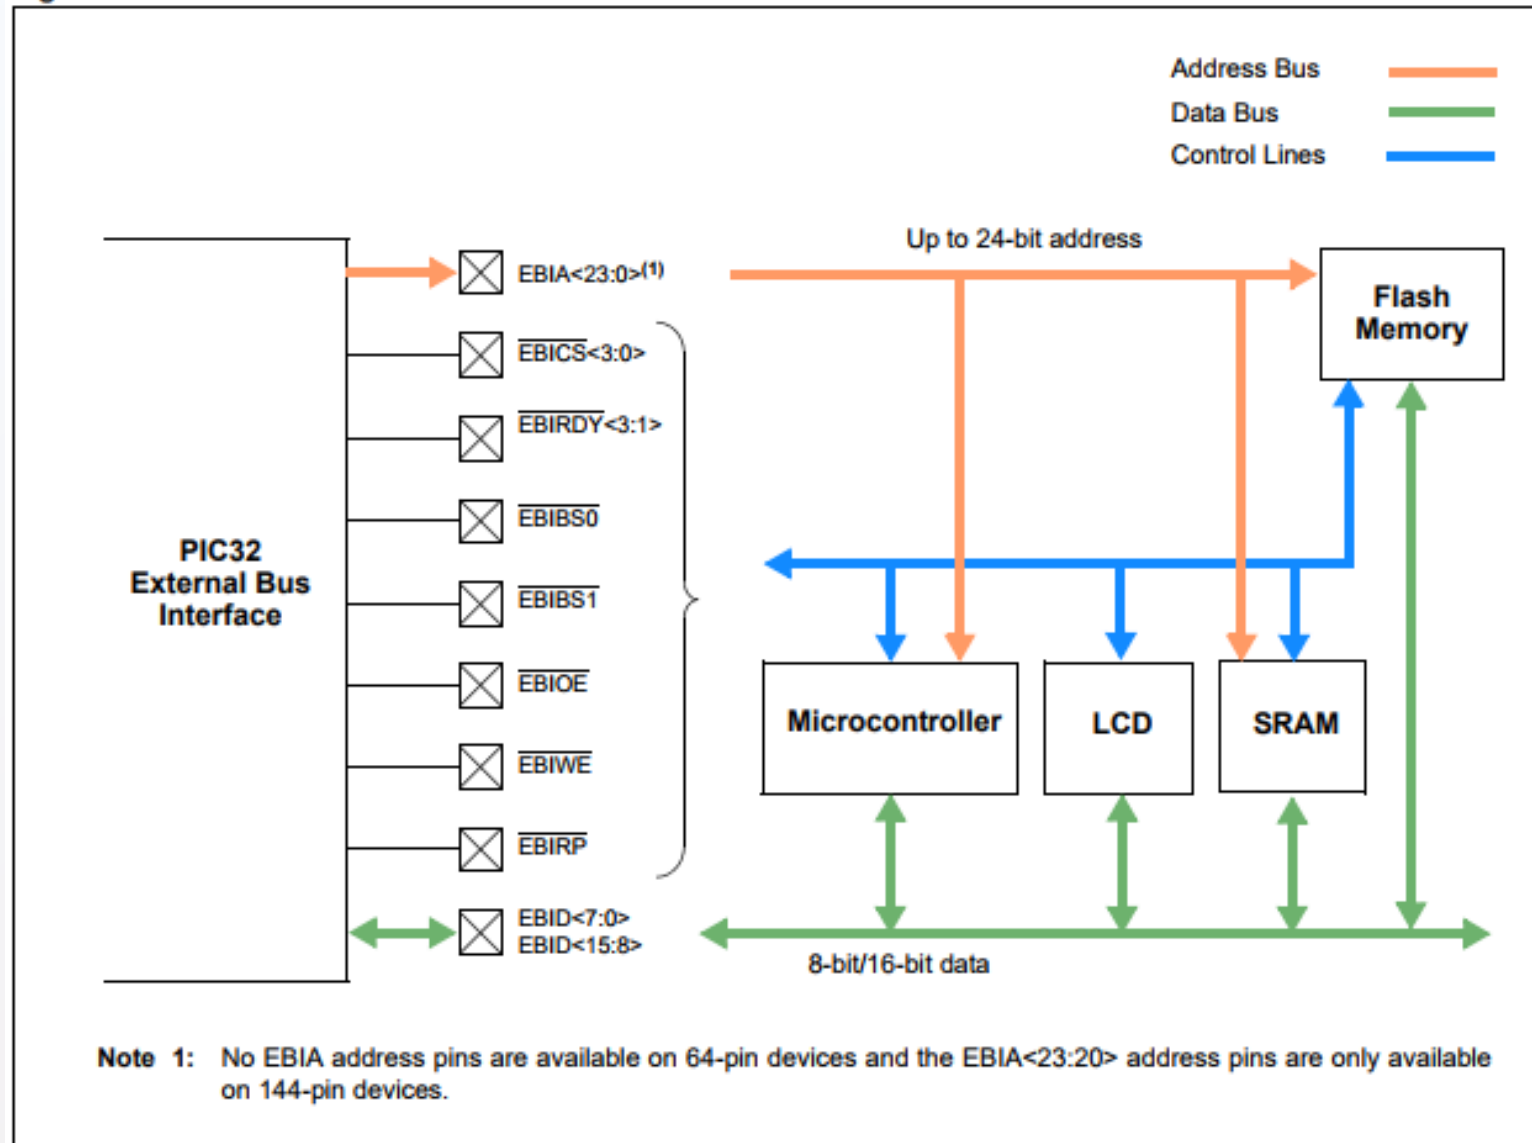 Address Bus
Data Bus
Control Lines
Up to 24-bit address
EBIA<23:0>(1)
EBICS<3:0>
EBIRDY<3:1>
EBIBS0
EBIBS1
EBIOE
EBIWE
EBIRP
EBID<7:0>
EBID<15:8>
PIC32
External Bus
Interface
Flash
Memory
Microcontroller
LCD
SRAM
8-bit/16-bit data
Note 1: No EBIA address pins are available on 64-pin devices and the EBIA<23:20> address pins are only available
on 144-pin devices.